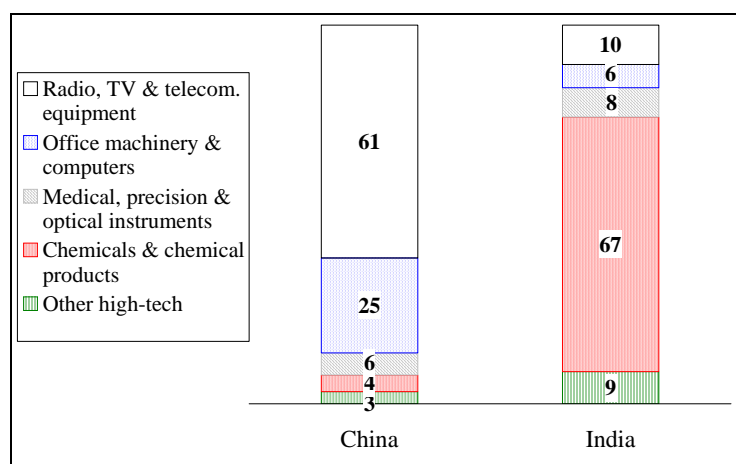 Radio, TV & telecom.
equipment
Office machinery &
computers
Medical, precision &
optical instruments
Chemicals & chemical
products
Other high-tech
61
25
6
4
3
10
6
8
67
9
China
India